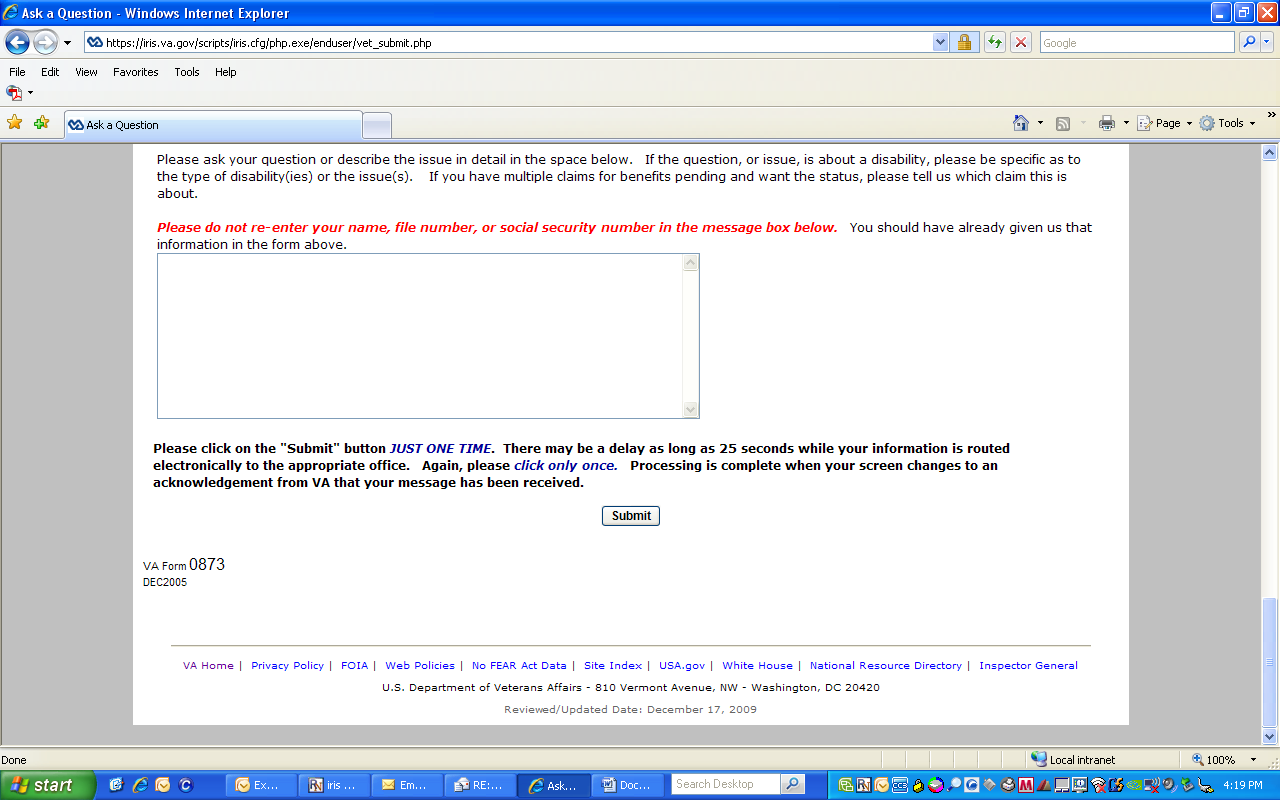 Ask a Question - Windows Internet Explorer
https://iris.va.gov/scripts/iris.cfg/php.exe/enduser/vet_submit.php
Google
File Edit View Favorites Tools Help
Ask a Question
Page Tools »
Please ask your question or describe the issue in detail in the space below. If the question, or issue, is about a disability, please be specific as to
the type of disability(ies) or the issue(s). If you have multiple claims for benefits pending and want the status, please tell us which claim this is
about.
Please do not re-enter your name, file number, or social security number in the message box below. You should have already given us that
information in the form above.
Please click on the "Submit" button JUST ONE TIME. There may be a delay as long as 25 seconds while your information is routed
electronically to the appropriate office. Again, please click only once. Processing is complete when your screen changes to an
acknowledgement from VA that your message has been received.
Submit
VA Form 0873
DEC2005
VA Home | Privacy Policy | FOIA | Web Policies | No FEAR Act Data | Site Index | USA.gov | White House | National Resource Directory | Inspector General
U.S. Department of Veterans Affairs - 810 Vermont Avenue, NW - Washington, DC 20420
Reviewed/Updated Date: December 17, 2009
Done
Local intranet
100%
start
Ex...
iris ...
Em...
RE:...
Ask...
Doc...
Search Desktop
4:19 PM